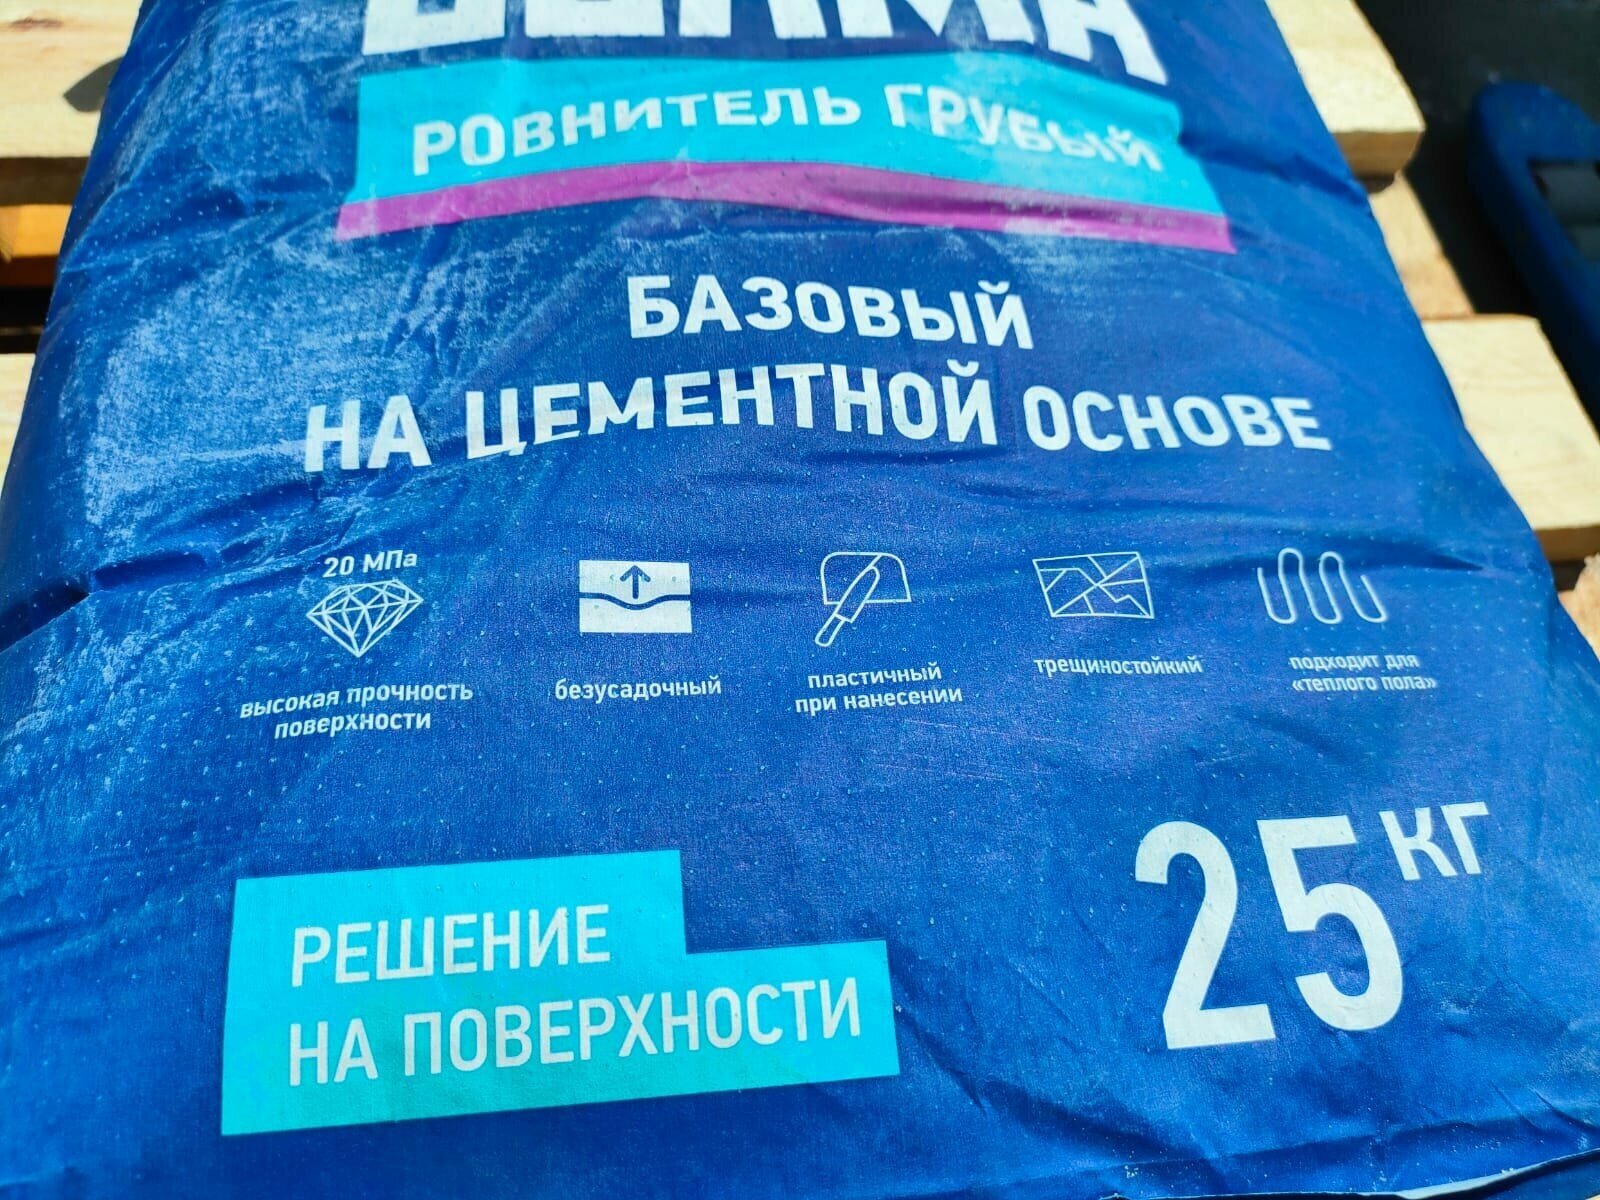 ВОЛМА
РОВНИТЕЛЬ ГРУБЫЙ
БАЗОВЫЙ
НА ЦЕМЕНТНОЙ ОСНОВЕ
20 МПа
высокая прочность
поверхности
безусадочный
пластичный
при нанесении
трещиностойкий
подходит для
«теплого пола»
25 КГ
РЕШЕНИЕ
НА ПОВЕРХНОСТИ